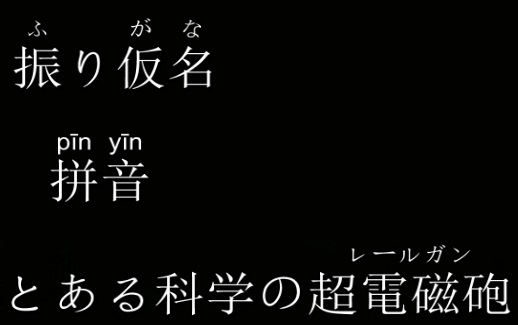 ふ が な
振り仮名
pīn yīn
拼音
レールガン
とある科学の超電磁砲